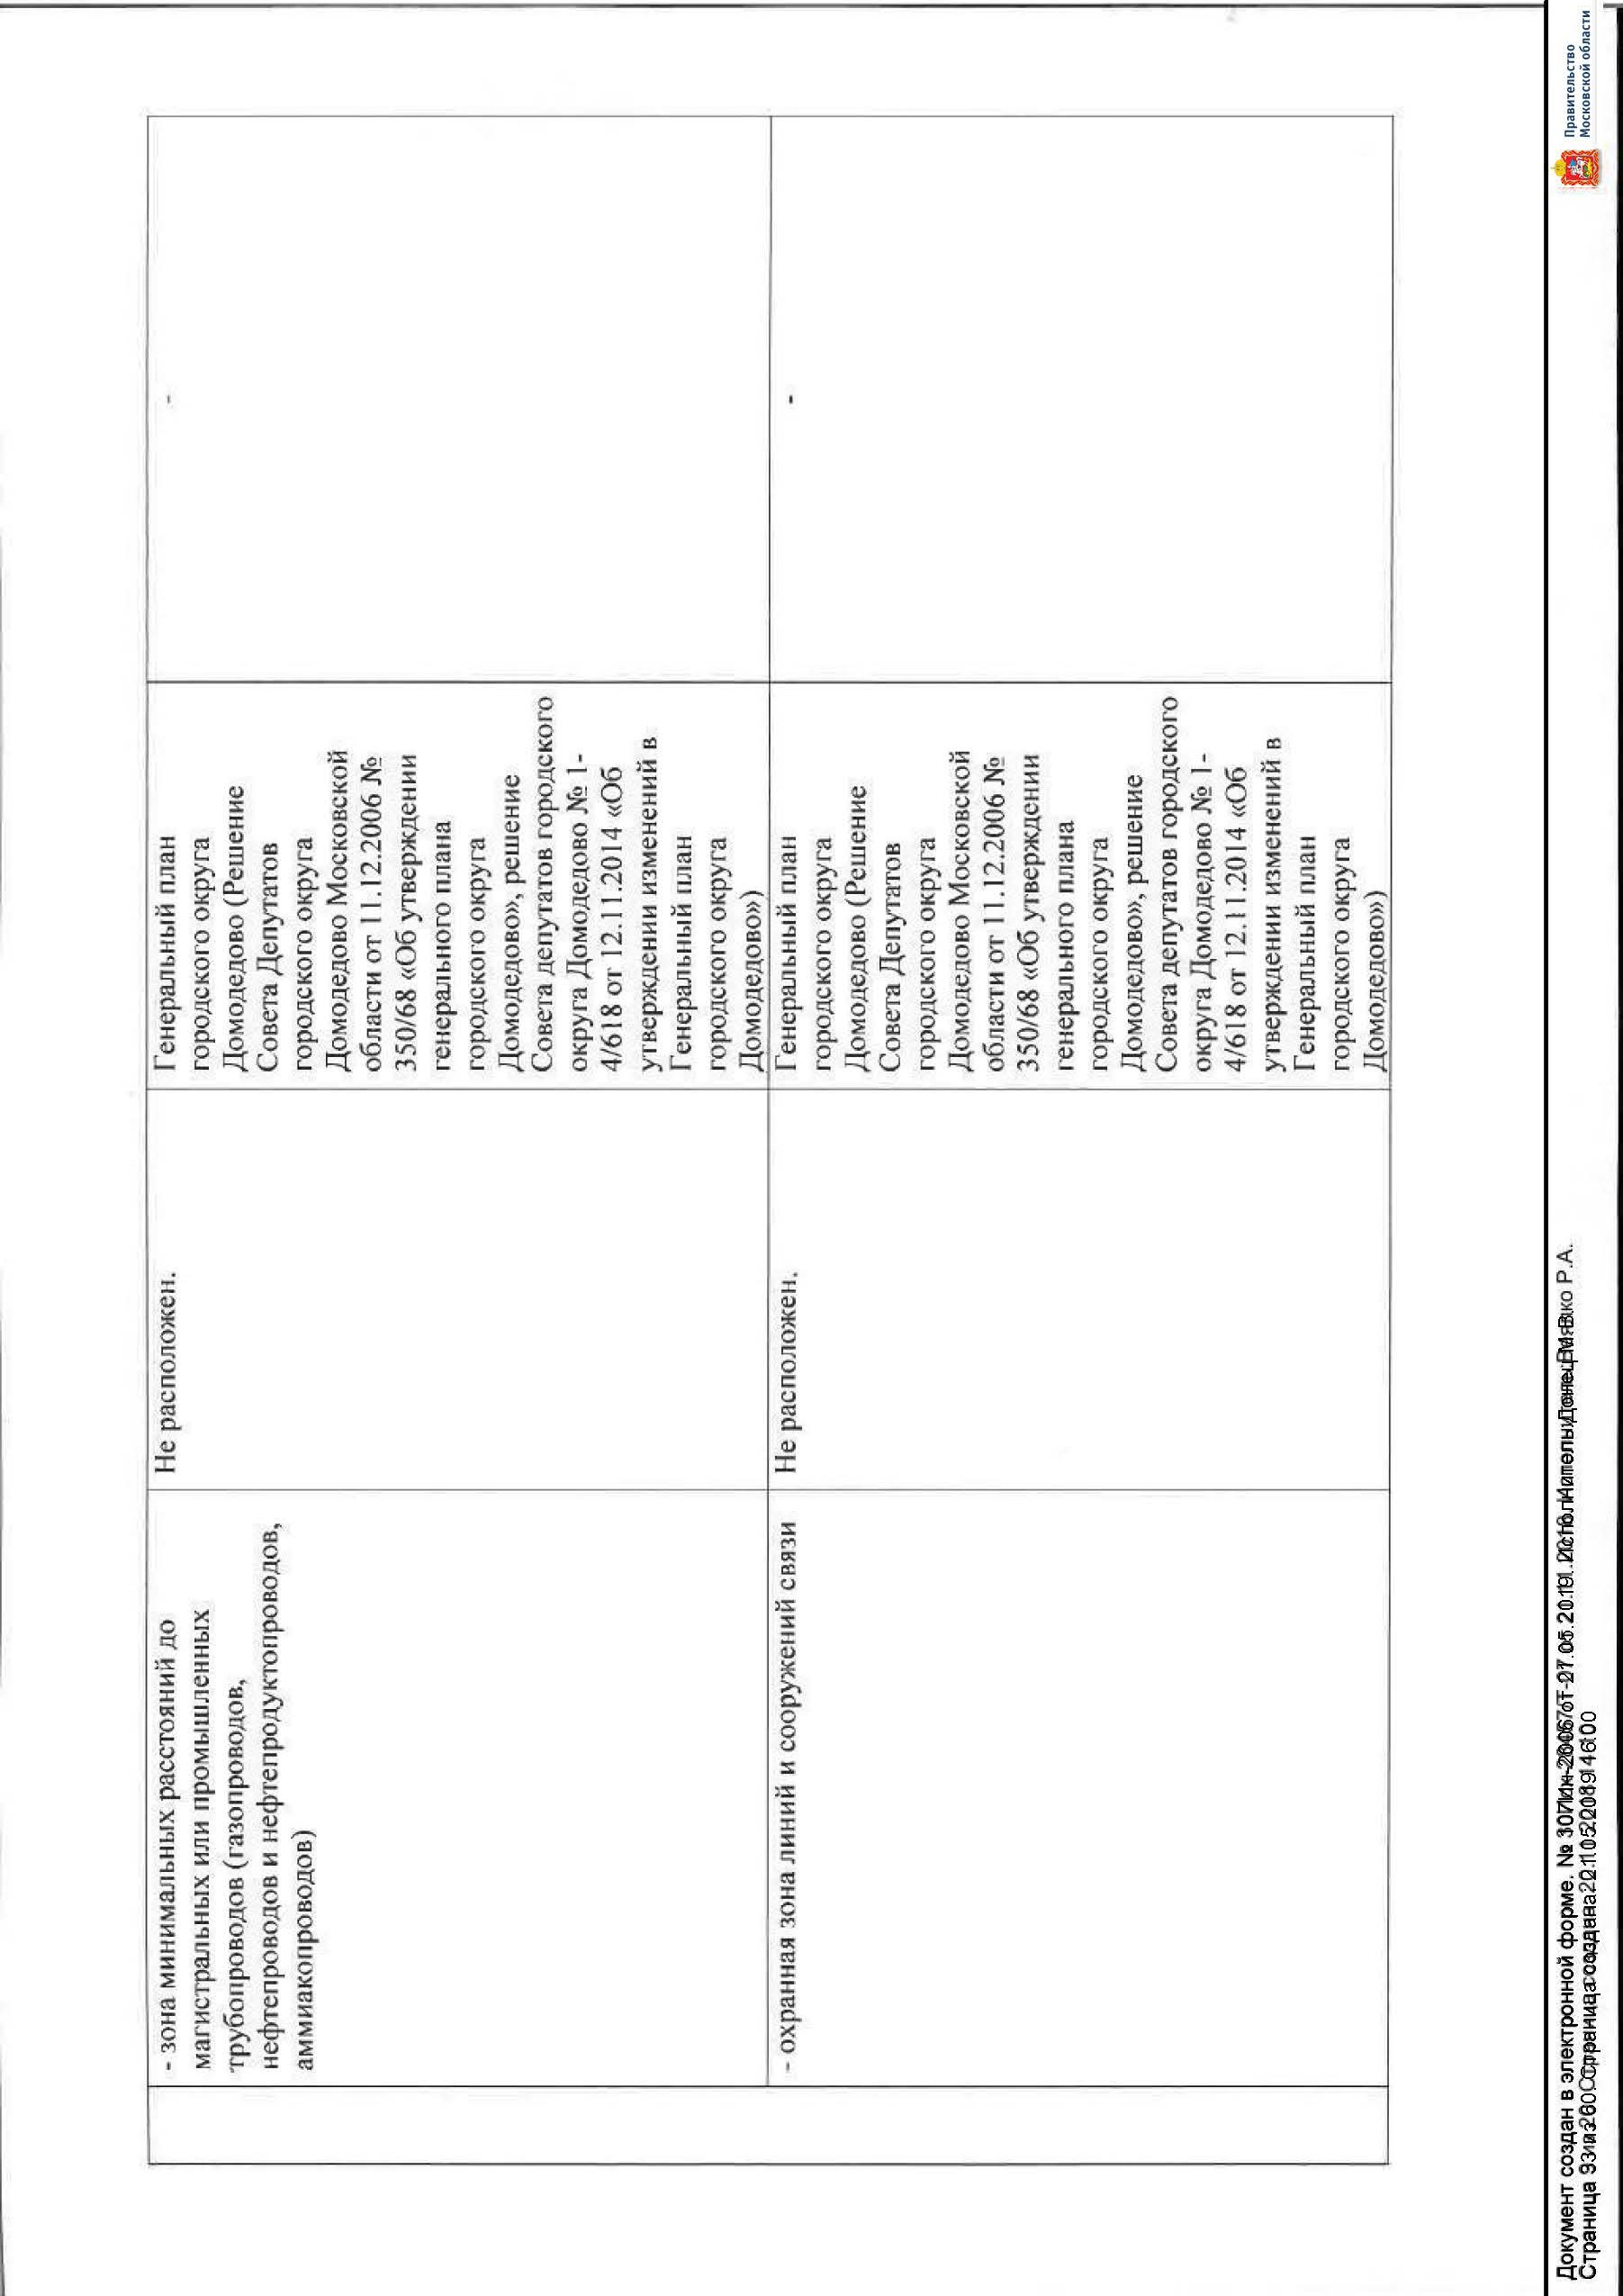 - зона минимальных расстояний до
магистральных или промышленных
трубопроводов (газопроводов,
нефтепроводов и нефтепродуктопроводов,
аммиакопроводов)
Не расположен.
Генеральный план
городского округа
Домодедово (Решение
Совета Депутатов
городского округа
Домодедово Московской
области от 11.12.2006 №
350/68 «Об утверждении
генерального плана
городского округа
Домодедово», решение
Совета депутатов городского
округа Домодедово № 1-
4/618 от 12.11.2014 «Об
утверждении изменений в
Генеральный план
городского округа
Домодедово»)
-
- охранная зона линий и сооружений связи
Не расположен.
Генеральный план
городского округа
Домодедово (Решение
Совета Депутатов
городского округа
Домодедово Московской
области от 11.12.2006 №
350/68 «Об утверждении
генерального плана
городского округа
Домодедово», решение
Совета депутатов городского
округа Домодедово № 1-
4/618 от 12.11.2014 «Об
утверждении изменений в
Генеральный план
городского округа
Домодедово»)
-
Документ создан в электронной форме. №
Страница
Правительство
Московской области